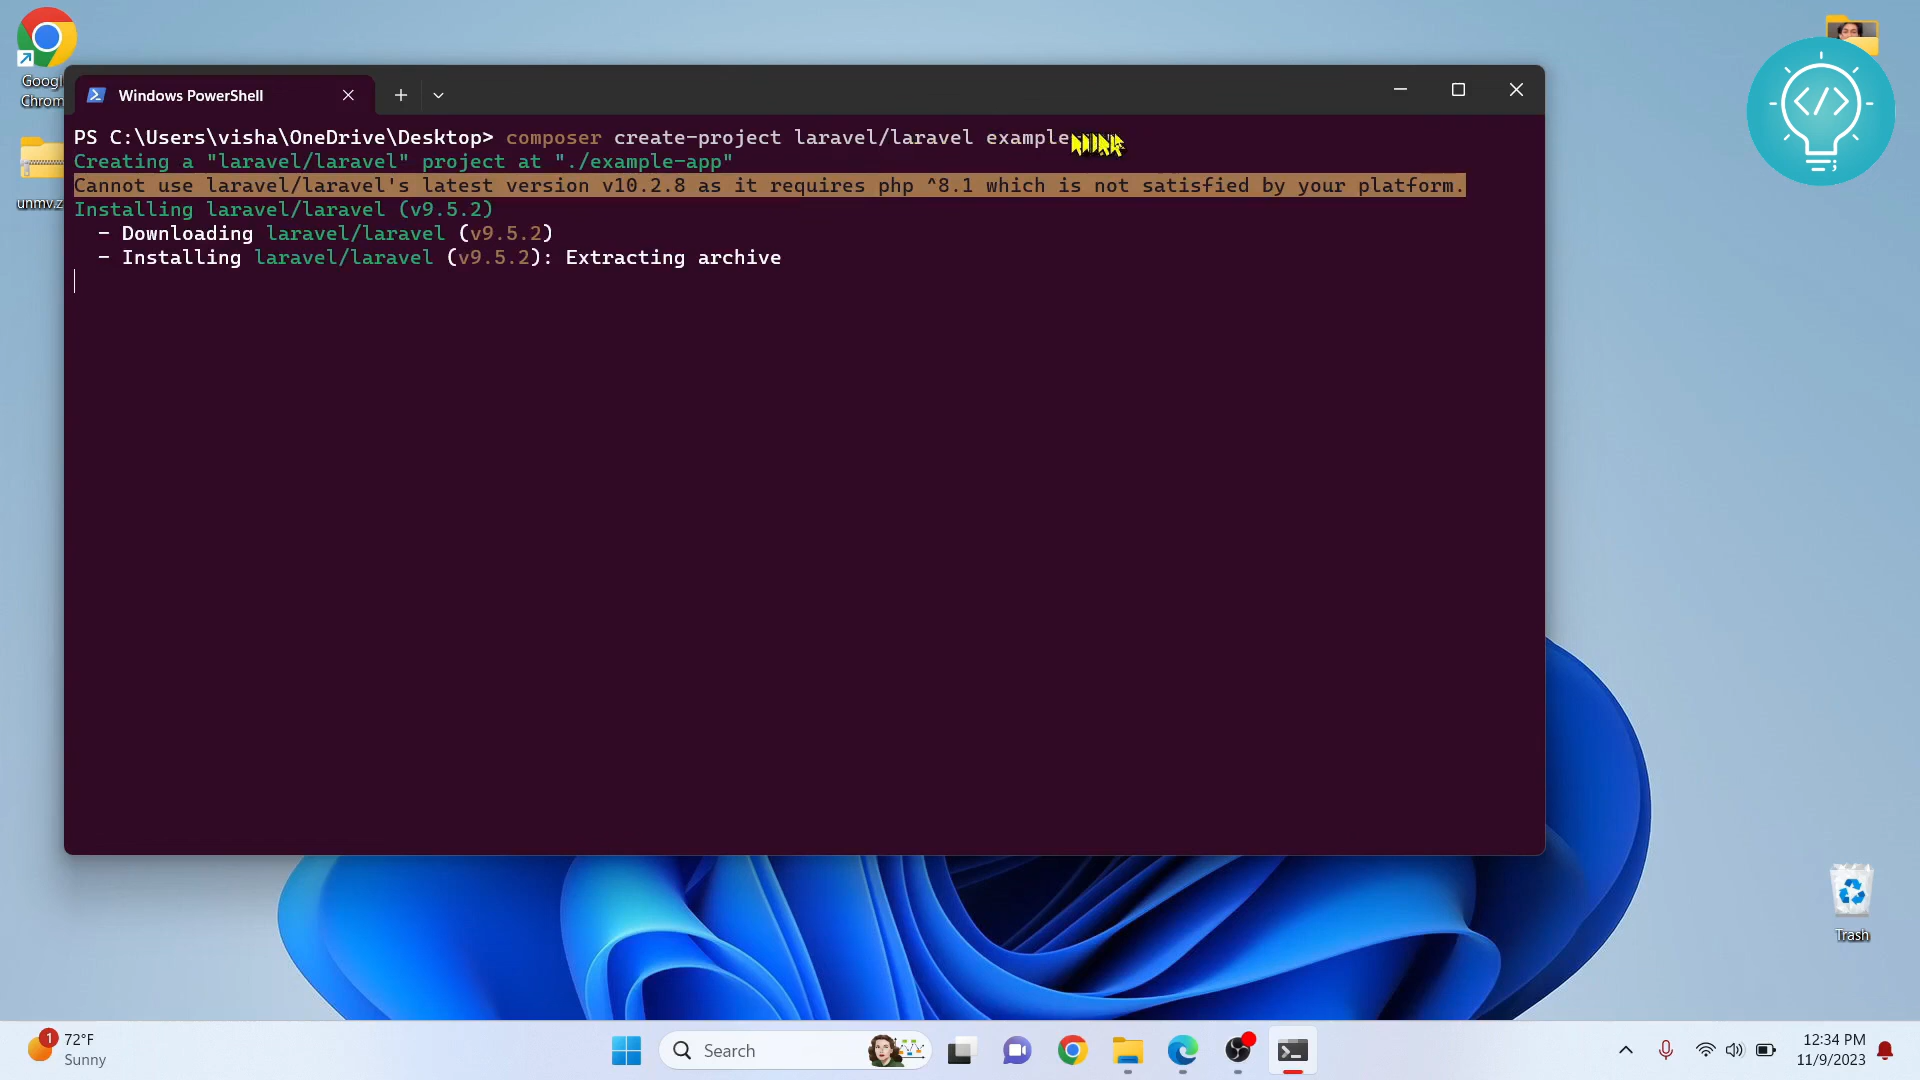 Google
Chrom
unmv.z
Windows PowerShell
PS C:\Users\visha\OneDrive\Desktop> composer create-project laravel/laravel example
Creating a "laravel/laravel" project at "./example-app"
Cannot use laravel/laravel's latest version v10.2.8 as it requires php ^8.1 which is not satisfied by your platform.
Installing laravel/laravel (v9.5.2)
- Downloading laravel/laravel (v9.5.2)
- Installing laravel/laravel (v9.5.2): Extracting archive
</>
Trash
1
72°F
Sunny
Search
12:34 PM
11/9/2023